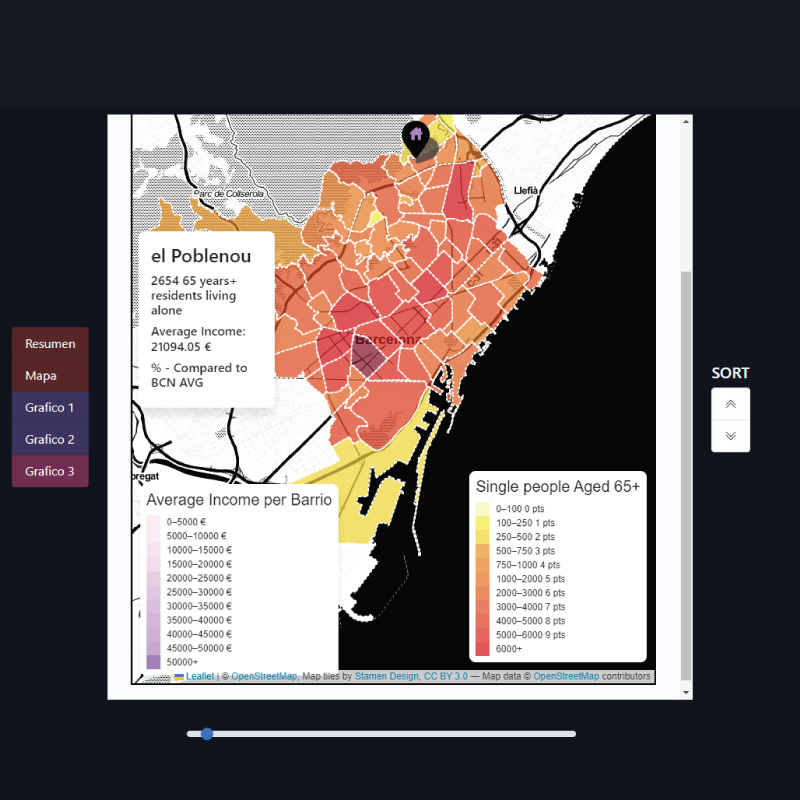 Parc de Collserola
Llefià
C-31
C-31
Barcelona
el Poblenou
2654 65 years+
residents living
alone
Average Income:
21094.05 €
% - Compared to
BCN AVG
Resumen
Mapa
Grafico 1
Grafico 2
Grafico 3
SORT
bregat
Average Income per Barrio
0–5000 €
5000–10000 €
10000–15000 €
15000–20000 €
20000–25000 €
25000–30000 €
30000–35000 €
35000–40000 €
40000–45000 €
45000–50000 €
50000+
Single people Aged 65+
0–100 0 pts
100–250 1 pts
250–500 2 pts
500–750 3 pts
750–1000 4 pts
1000–2000 5 pts
2000–3000 6 pts
3000–4000 7 pts
4000–5000 8 pts
5000–6000 9 pts
6000+
Leaflet | © OpenStreetMap, Map tiles by Stamen Design, CC BY 3.0 — Map data © OpenStreetMap contributors